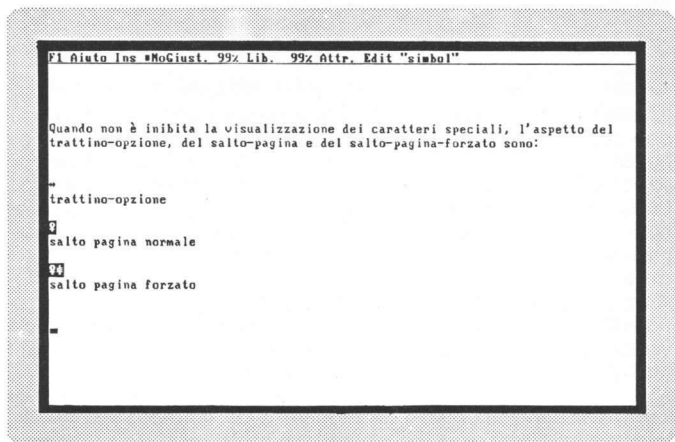 F1 Aiuto Ins *NoGiust. 99% Lib. 99% Attr. Edit "simbol"
Quando non è inibita la visualizzazione dei caratteri speciali, l'aspetto del
trattino-opzione, del salto-pagina e del salto-pagina-forzato sono:
↔
trattino-opzione
♀
salto pagina normale
♀♦
salto pagina forzato